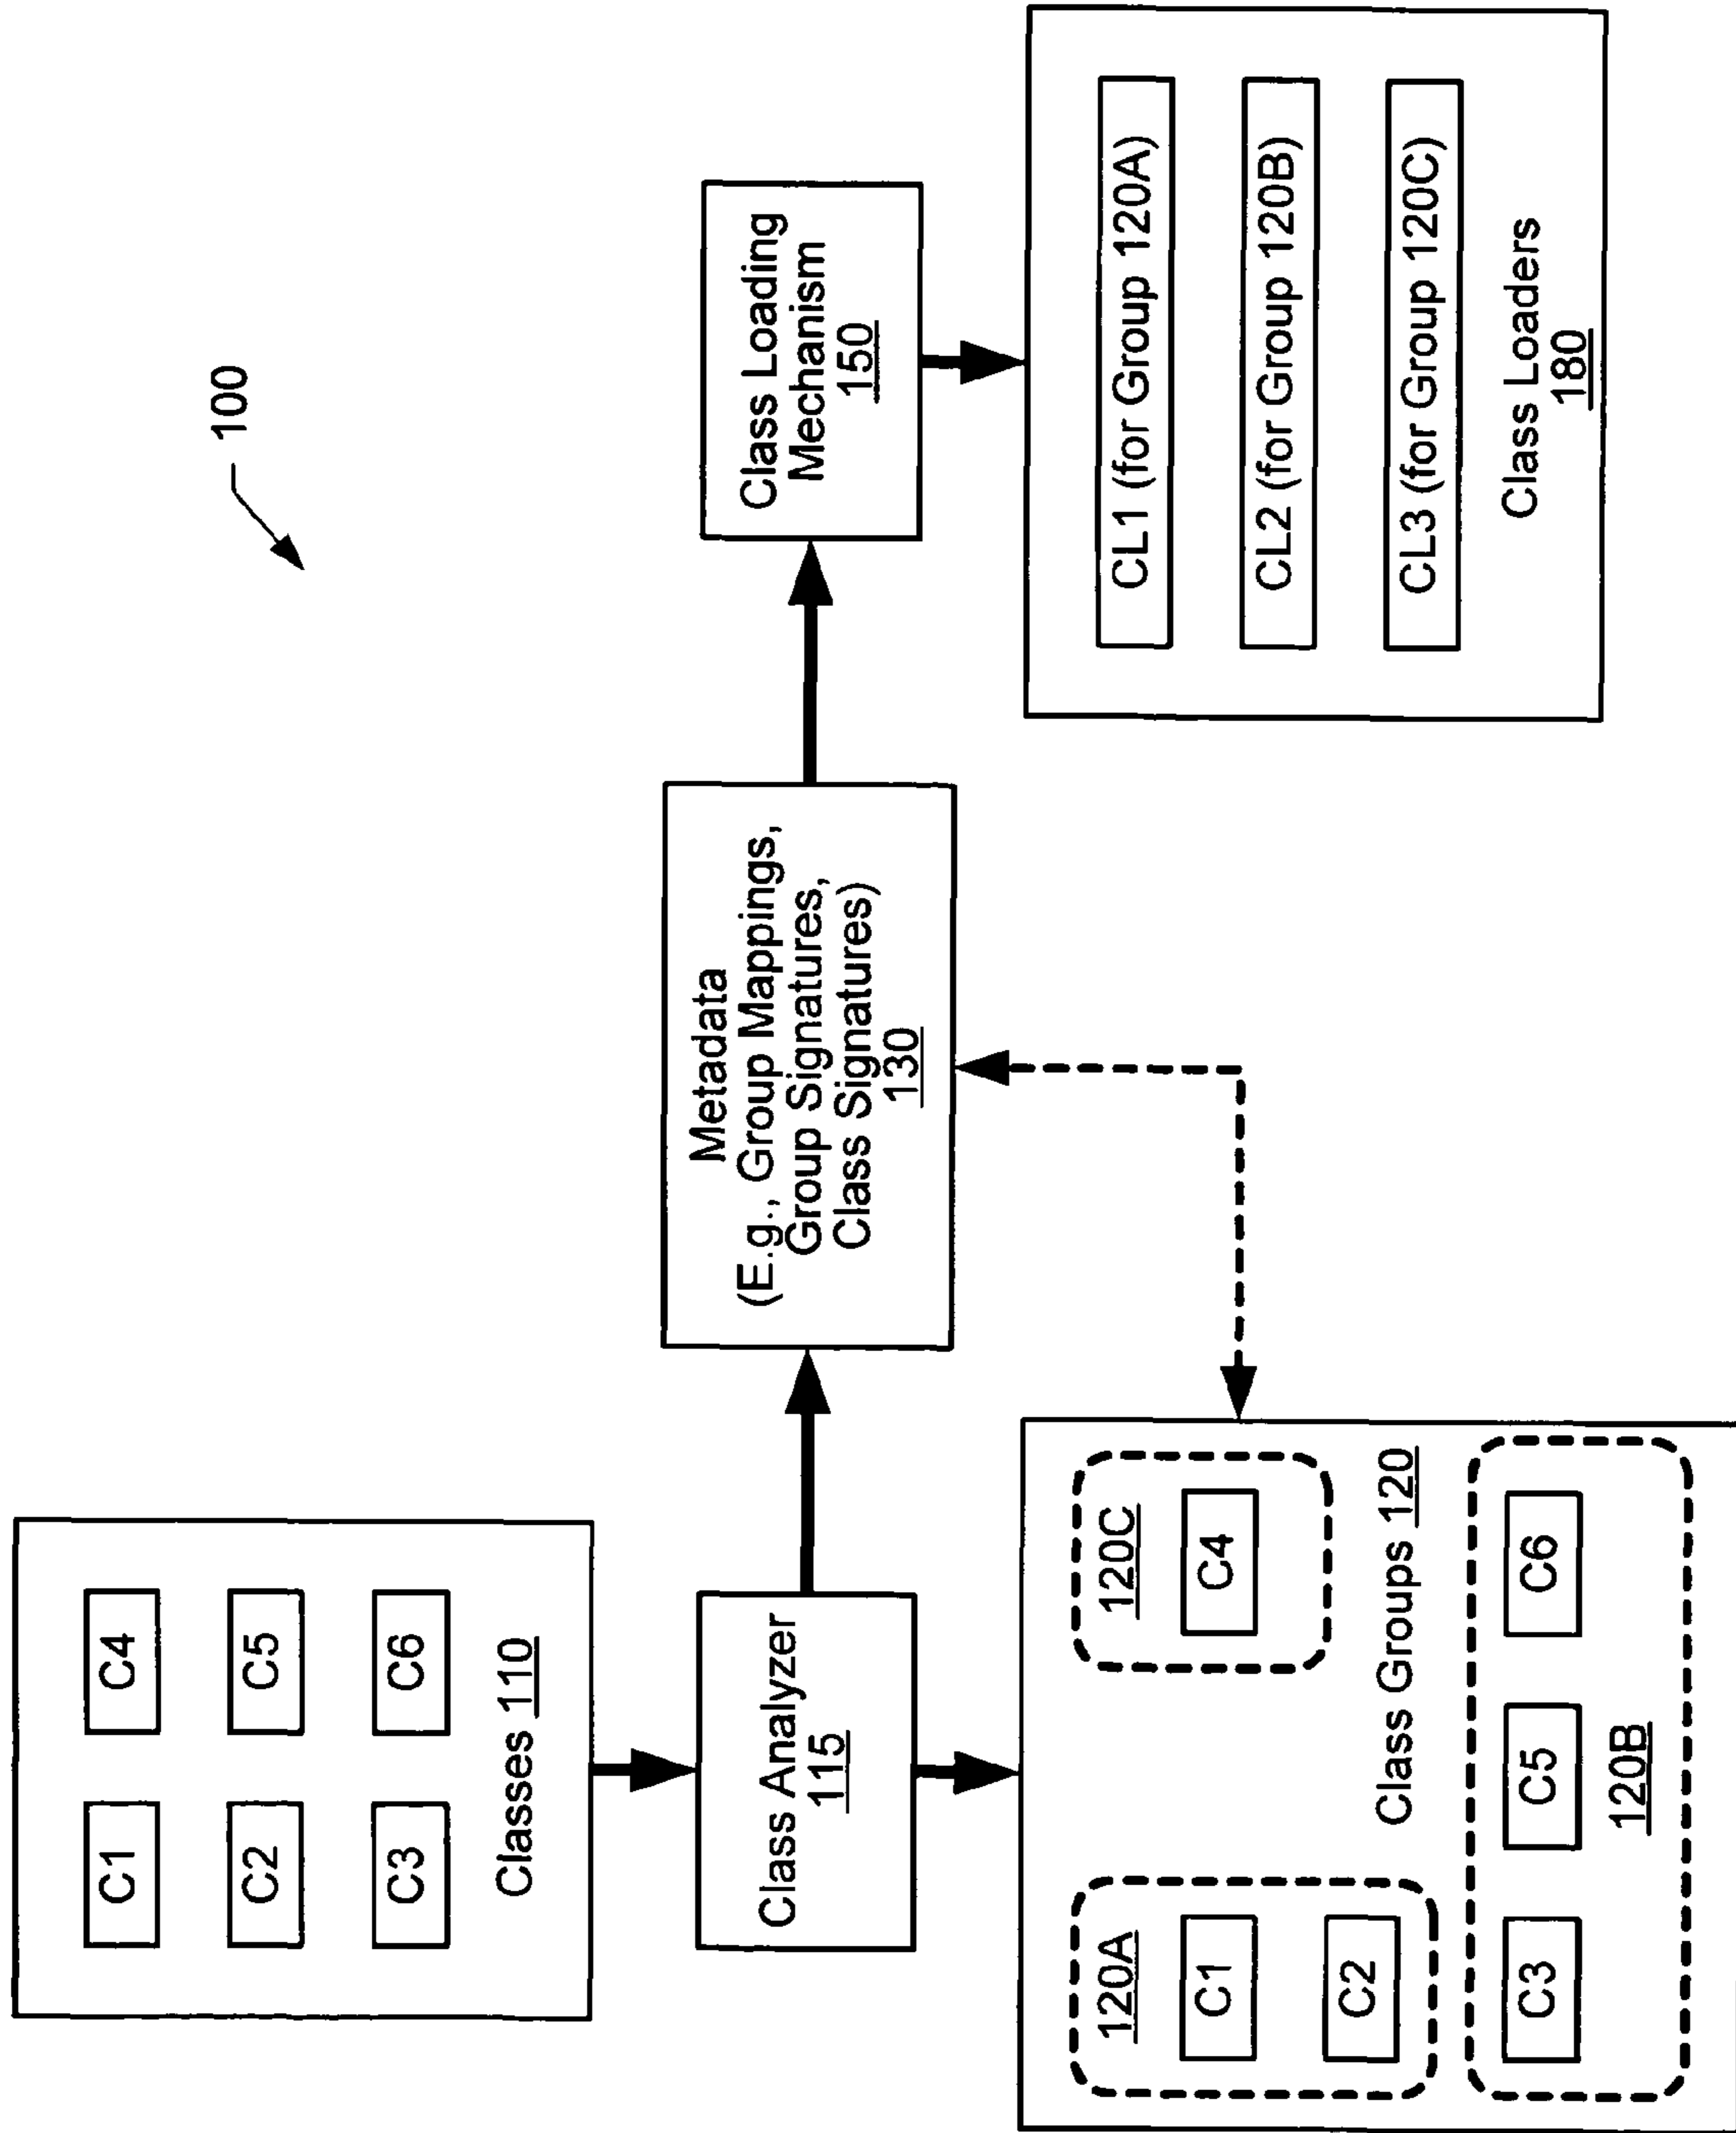 100
C1
C4
C2
C5
C3
C6
Classes 110
Class Analyzer
115
Metadata
(E.g., Group Mappings,
Group Signatures,
Class Signatures)
130
Class Loading
Mechanism
150
120A
C1
C2
120C
C4
Class Groups 120
C3
C5
C6
120B
CL1 (for Group 120A)
CL2 (for Group 120B)
CL3 (for Group 120C)
Class Loaders
180